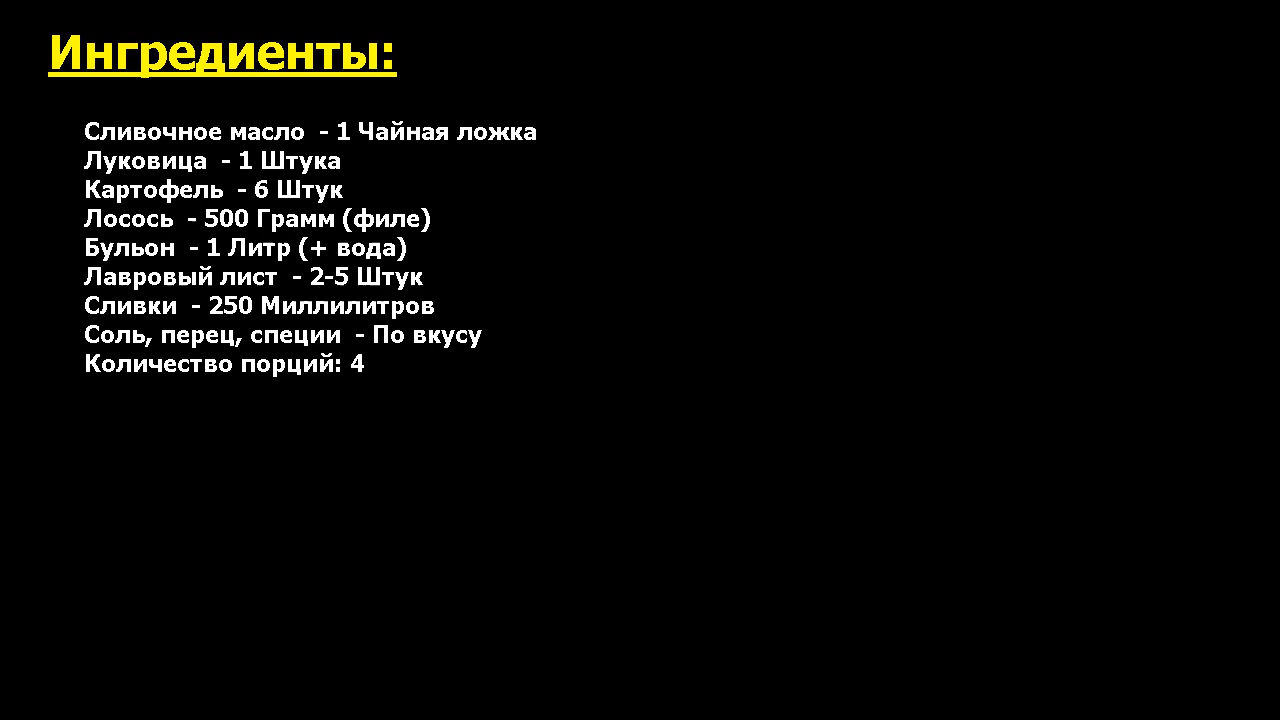 Ингредиенты:
Сливочное масло  - 1 Чайная ложка
Луковица  - 1 Штука
Картофель  - 6 Штук
Лосось  - 500 Грамм (филе)
Бульон  - 1 Литр (+ вода)
Лавровый лист  - 2-5 Штук
Сливки  - 250 Миллилитров
Соль, перец, специи  - По вкусу
Количество порций: 4